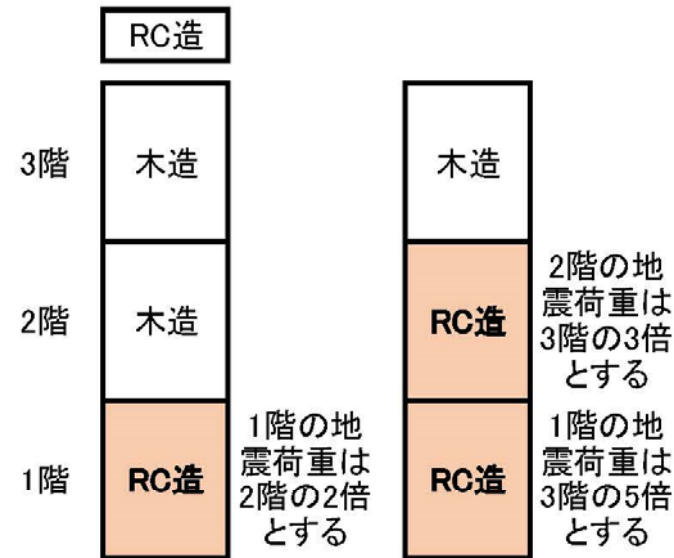 RC造
3階
木造
木造
2階
木造
RC造
2階の地
震荷重は
3階の3倍
とする
1階
RC造
1階の地
震荷重は
2階の2倍
とする
RC造
1階の地
震荷重は
3階の5倍
とする